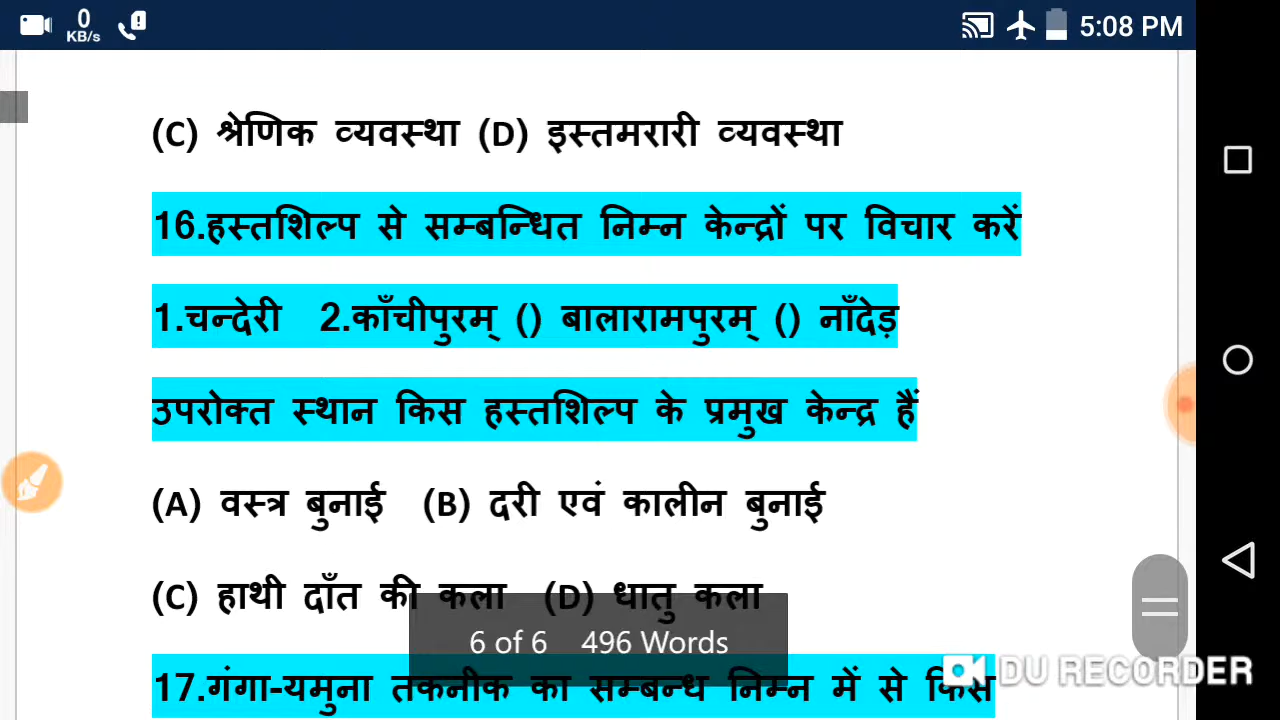 0
KB/s
5:08 PM
(C) श्रेणिक व्यवस्था (D) इस्तमरारी व्यवस्था
16.हस्तशिल्प से सम्बन्धित निम्न केन्द्रों पर विचार करें
1.चन्देरी 2.काँचीपुरम् () बालारामपुरम् () नाँदेड़
उपरोक्त स्थान किस हस्तशिल्प के प्रमुख केन्द्र हैं
(A) वस्त्र बुनाई (B) दरी एवं कालीन बुनाई
(C) हाथी दाँत की कला (D) धातु कला
6 of 6 496 Words
17.गंगा-यमुना तकनीक का सम्बन्ध निम्न में से किस
DU RECORDER